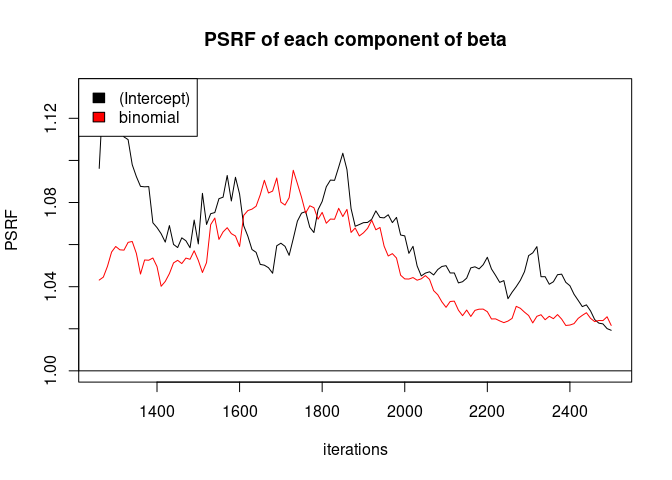 PSRF of each component of beta
(Intercept)
binomial
PSRF
1.12
1.08
1.04
1.00
1400 1600 1800 2000 2200 2400
iterations